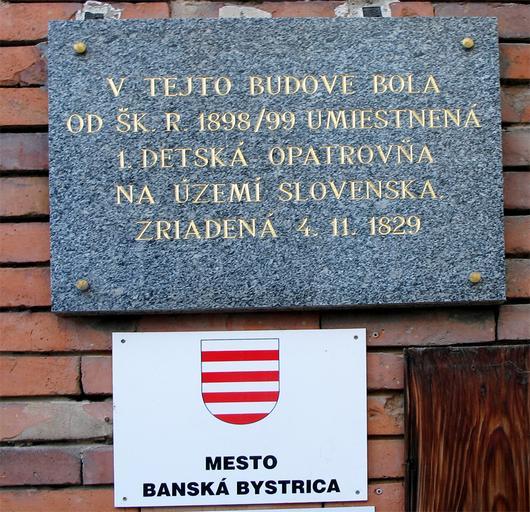 V TEJTO BUDOVE BOLA
OD ŠK. R. 1898/99 UMIESTNENÁ
1. DETSKÁ OPATROVŇA
NA ÚZEMÍ SLOVENSKA.
ZRIADENÁ 4. 11. 1829
MESTO
BANSKÁ BYSTRICA